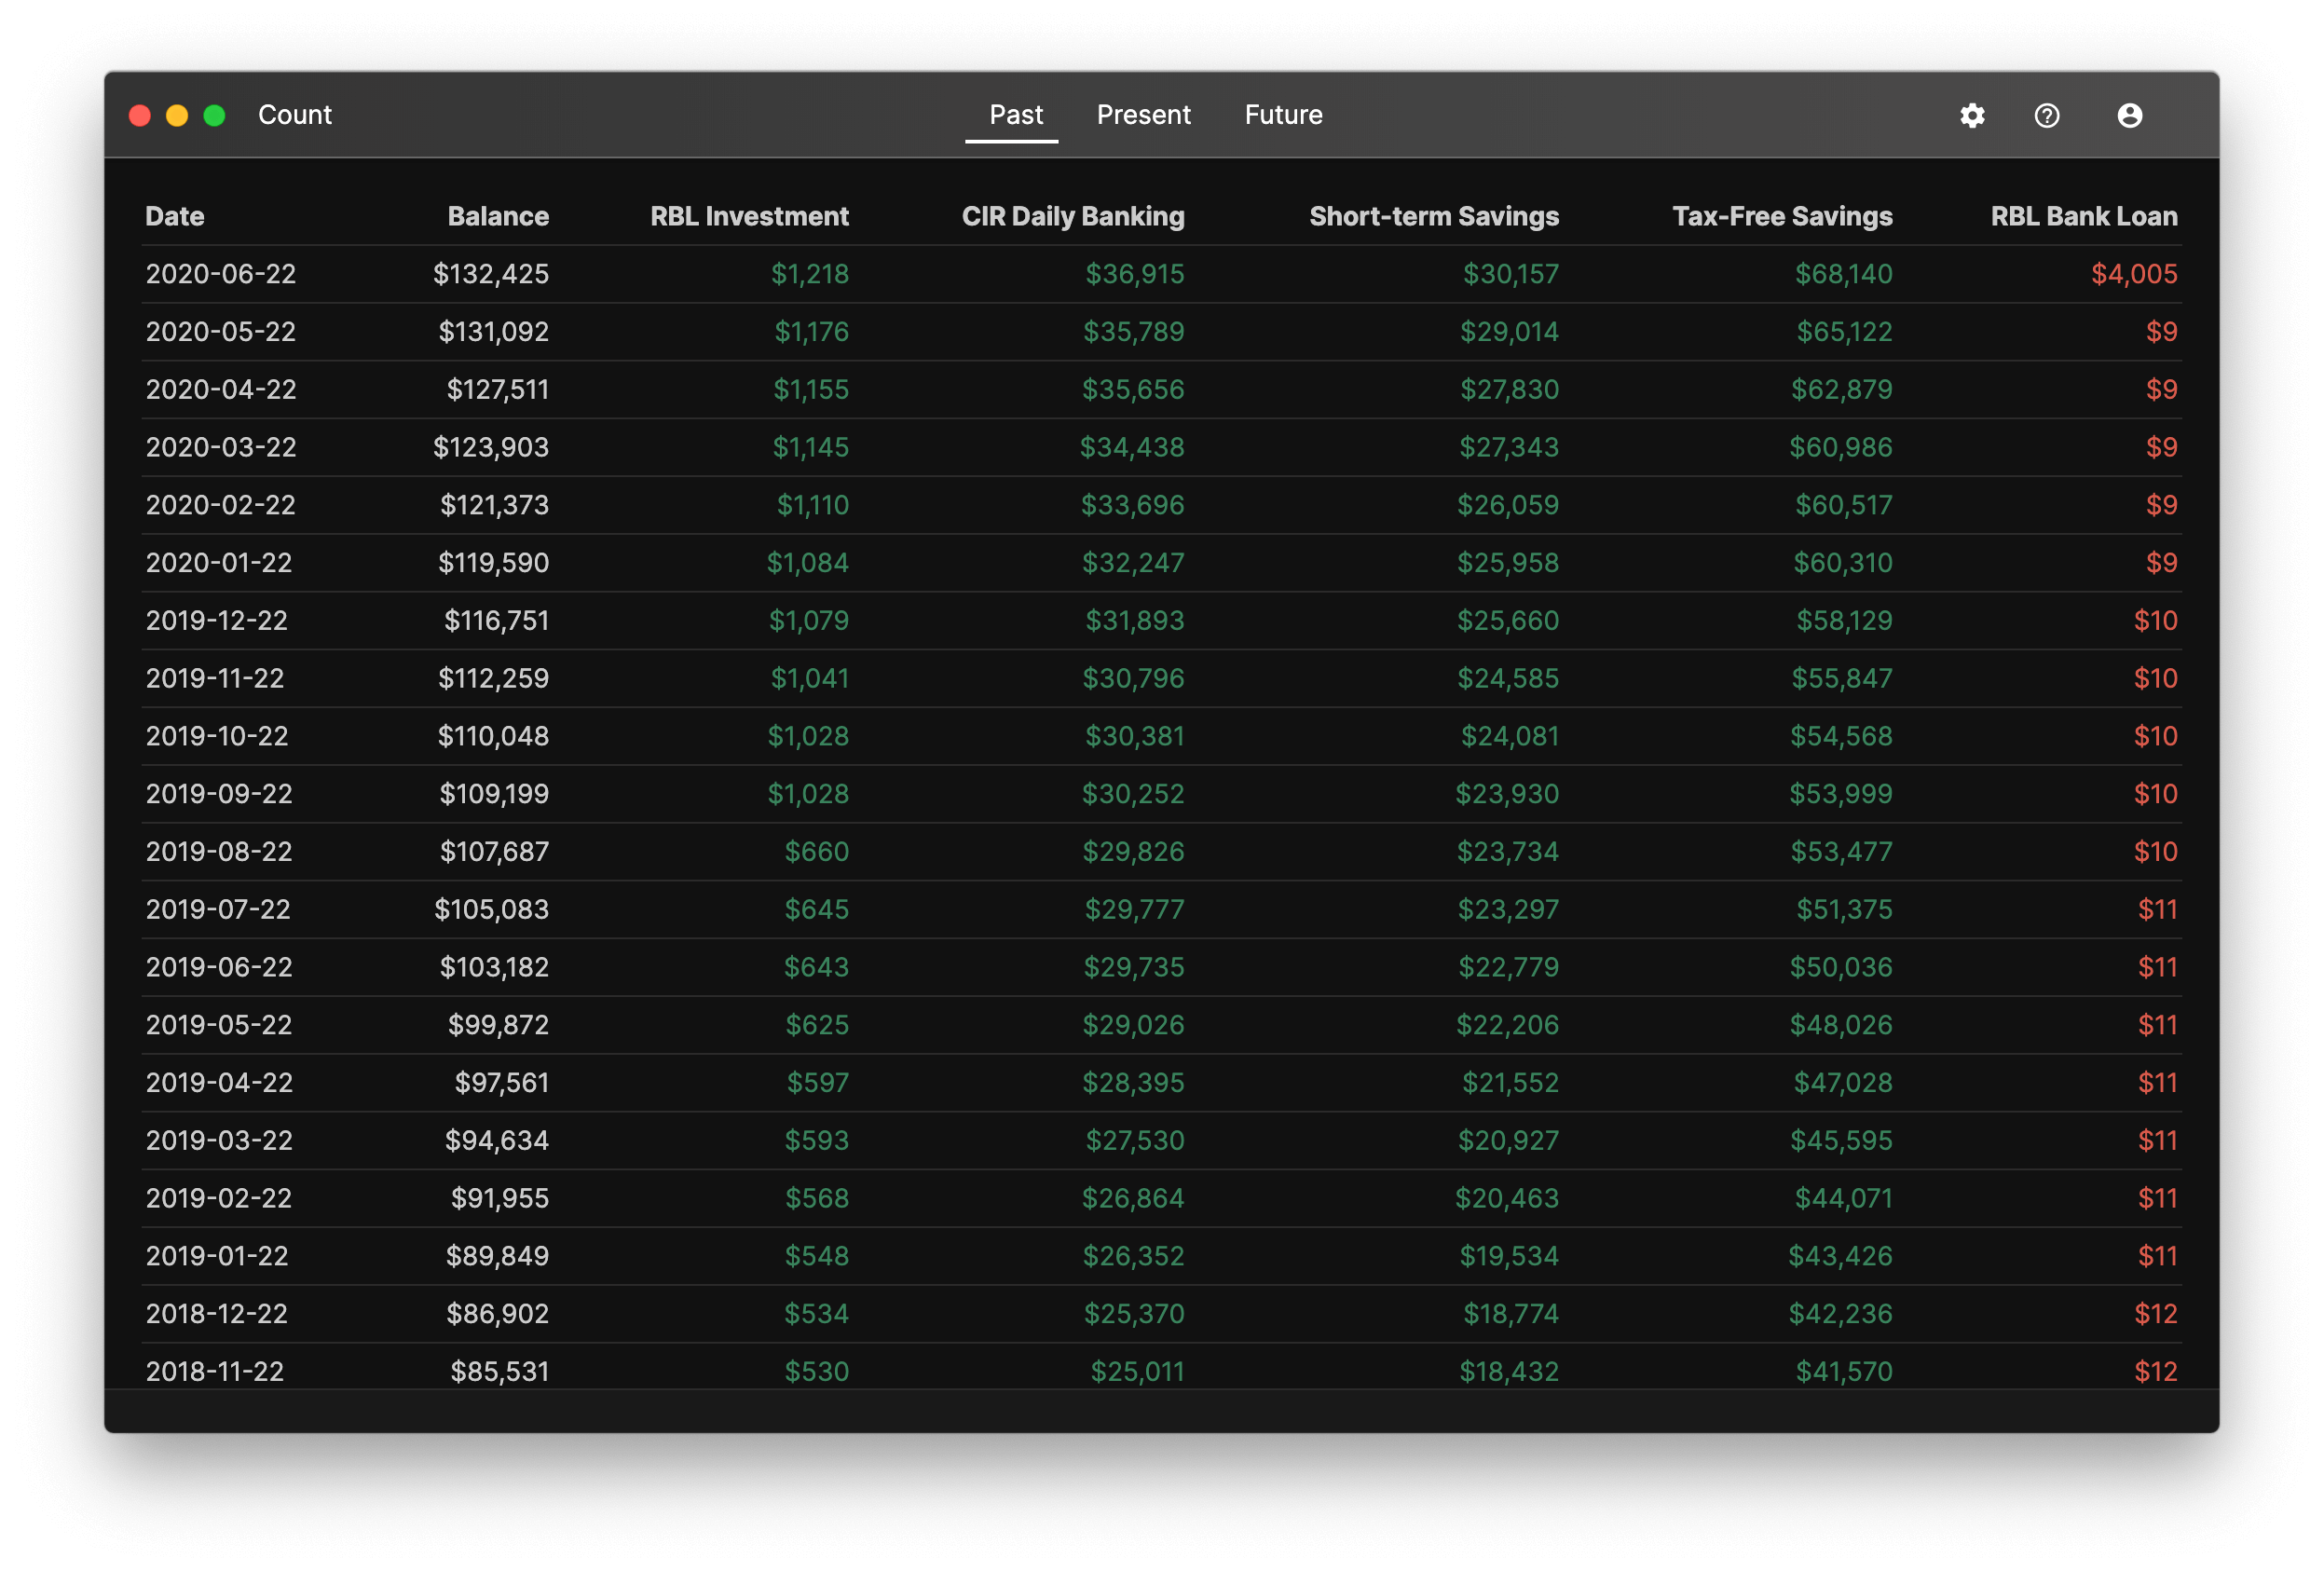 Count Past Present Future
Date Balance RBL Investment CIR Daily Banking Short-term Savings Tax-Free Savings RBL Bank Loan
2020-06-22 $132,425 $1,218 $36,915 $30,157 $68,140 $4,005
2020-05-22 $131,092 $1,176 $35,789 $29,014 $65,122 $9
2020-04-22 $127,511 $1,155 $35,656 $27,830 $62,879 $9
2020-03-22 $123,903 $1,145 $34,438 $27,343 $60,986 $9
2020-02-22 $121,373 $1,110 $33,696 $26,059 $60,517 $9
2020-01-22 $119,590 $1,084 $32,247 $25,958 $60,310 $9
2019-12-22 $116,751 $1,079 $31,893 $25,660 $58,129 $10
2019-11-22 $112,259 $1,041 $30,796 $24,585 $55,847 $10
2019-10-22 $110,048 $1,028 $30,381 $24,081 $54,568 $10
2019-09-22 $109,199 $1,028 $30,252 $23,930 $53,999 $10
2019-08-22 $107,687 $660 $29,826 $23,734 $53,477 $10
2019-07-22 $105,083 $645 $29,777 $23,297 $51,375 $11
2019-06-22 $103,182 $643 $29,735 $22,779 $50,036 $11
2019-05-22 $99,872 $625 $29,026 $22,206 $48,026 $11
2019-04-22 $97,561 $597 $28,395 $21,552 $47,028 $11
2019-03-22 $94,634 $593 $27,530 $20,927 $45,595 $11
2019-02-22 $91,955 $568 $26,864 $20,463 $44,071 $11
2019-01-22 $89,849 $548 $26,352 $19,534 $43,426 $11
2018-12-22 $86,902 $534 $25,370 $18,774 $42,236 $12
2018-11-22 $85,531 $530 $25,011 $18,432 $41,570 $12